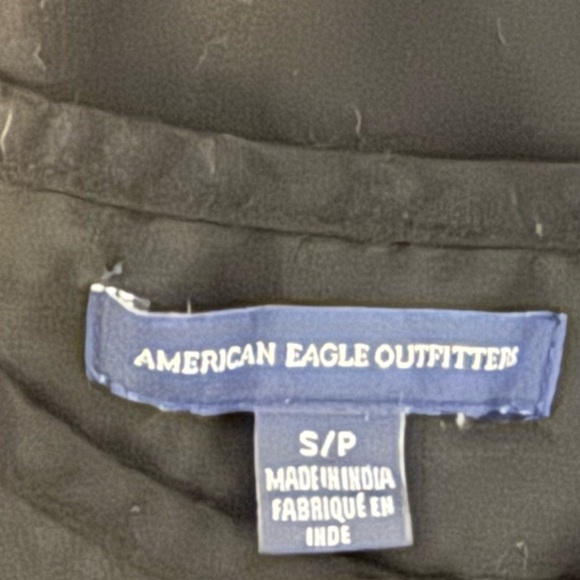 AMERICAN EAGLE OUTFITTERS
S/P
MADE IN INDIA
FABRIQUÉ EN
INDE